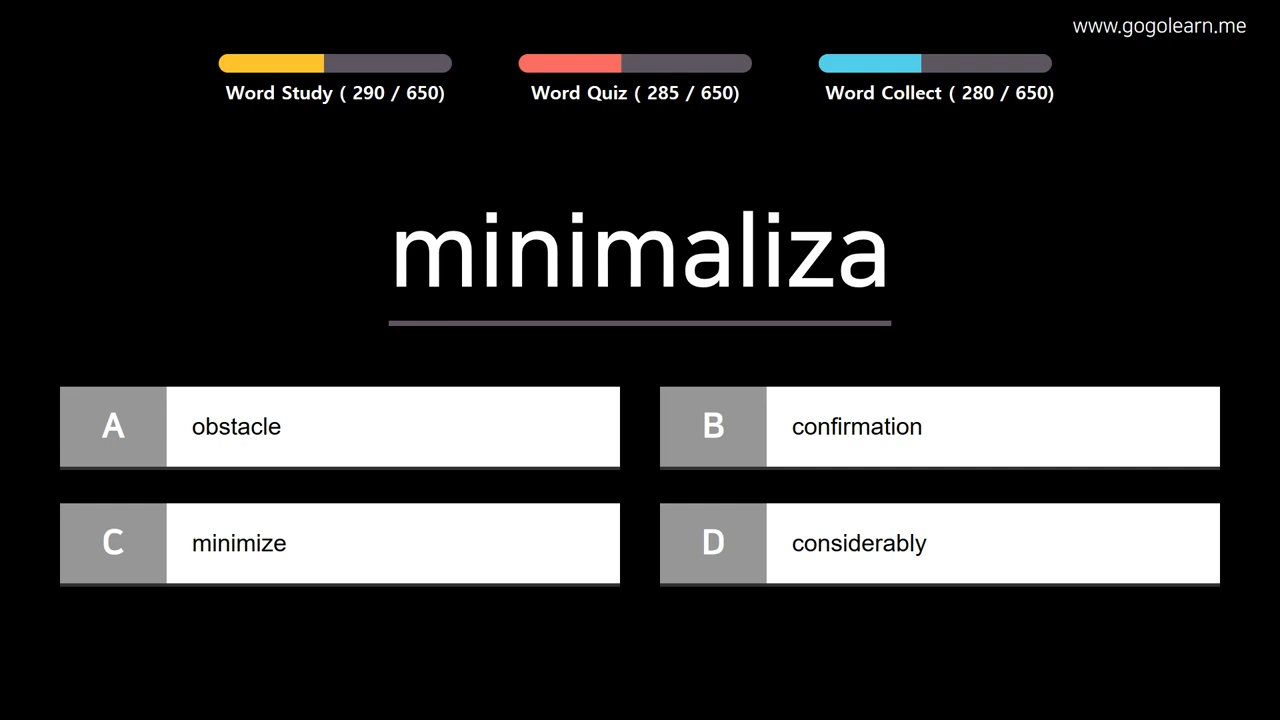 www.gogolearn.me
Word Study ( 290 / 650)
Word Quiz ( 285 / 650)
Word Collect ( 280 / 650)
minimaliza
A obstacle
B confirmation
C minimize
D considerably